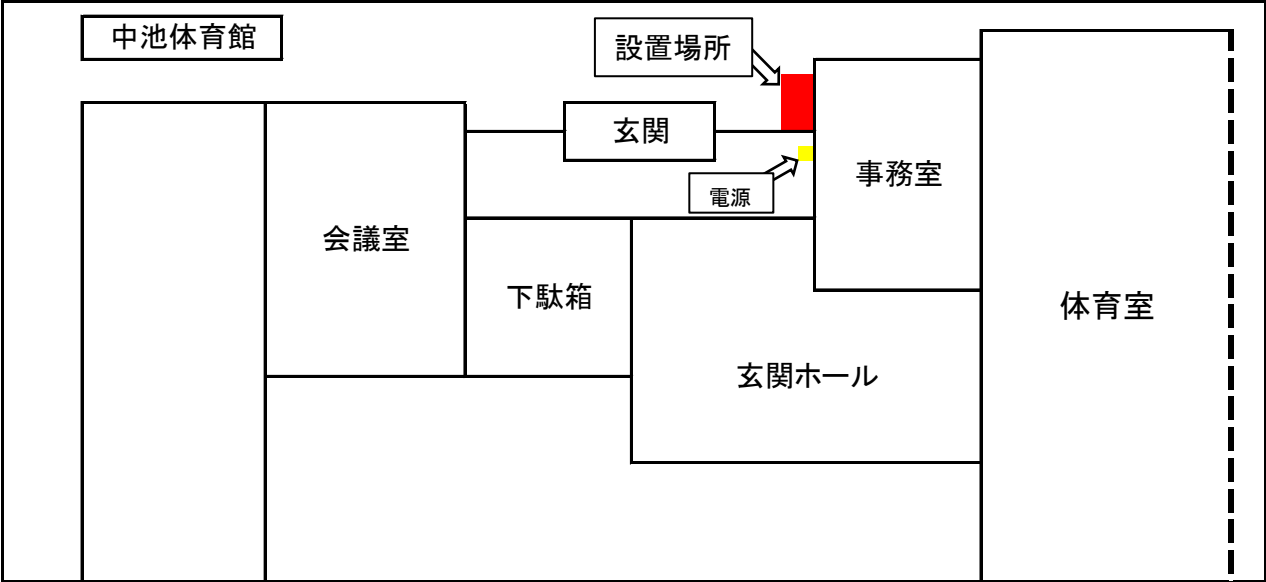 中池体育館
設置場所
玄関
事務室
電源
会議室
下駄箱
体育室
玄関ホール